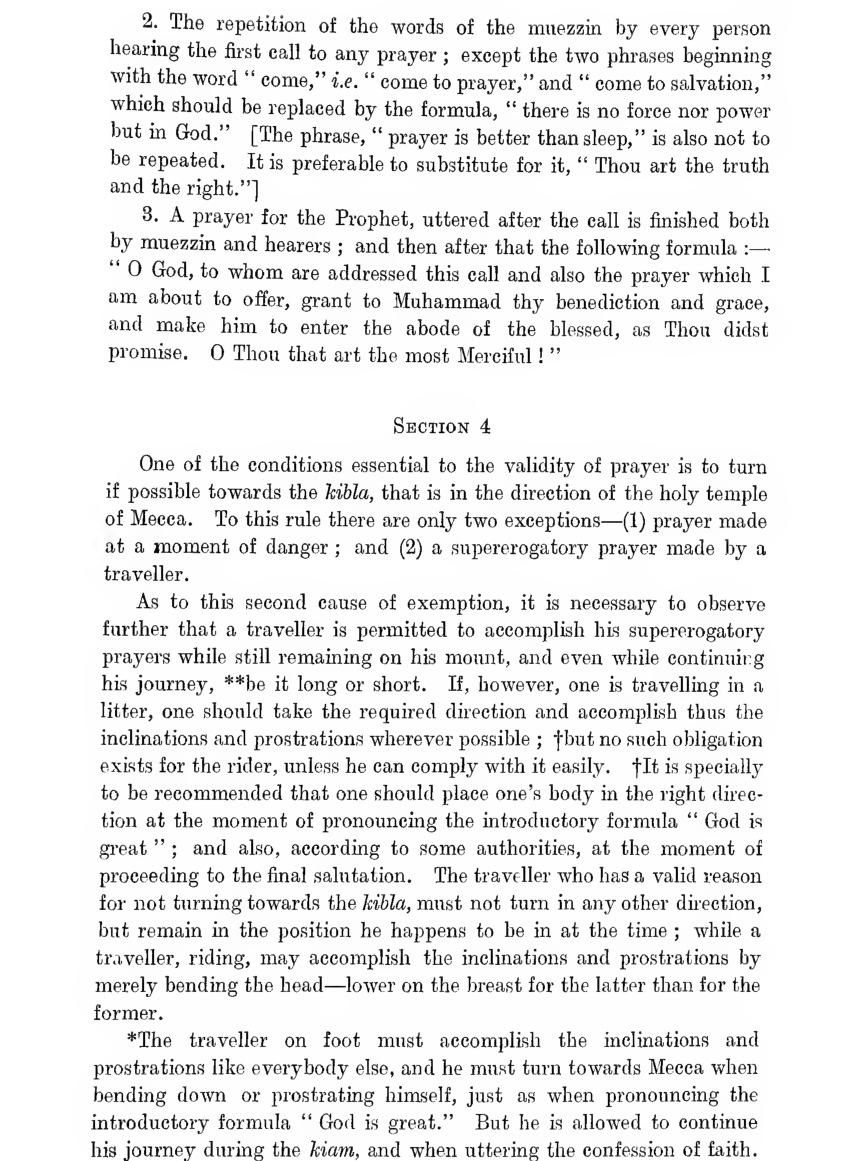 2. The repetition of the words of the muezzin by every person
hearing the first call to any prayer ; except the two phrases beginning
with the word “ come,” i.e. “ come to prayer,” and “ come to salvation,”
which should be replaced by the formula, “ there is no force nor power
but in God.” [The phrase, “ prayer is better than sleep,” is also not to
be repeated. It is preferable to substitute for it, “ Thou art the truth
and the right.”]
3. A prayer for the Prophet, uttered after the call is finished both
by muezzin and hearers ; and then after that the following formula :—
“ O God, to whom are addressed this call and also the prayer which I
am about to offer, grant to Muhammad thy benediction and grace,
and make him to enter the abode of the blessed, as Thou didst
promise. O Thou that art the most Merciful ! ”
SECTION 4
One of the conditions essential to the validity of prayer is to turn
if possible towards the kibla, that is in the direction of the holy temple
of Mecca. To this rule there are only two exceptions—(1) prayer made
at a moment of danger ; and (2) a supererogatory prayer made by a
traveller.
As to this second cause of exemption, it is necessary to observe
further that a traveller is permitted to accomplish his supererogatory
prayers while still remaining on his mount, and even while continuing
his journey, **be it long or short. If, however, one is travelling in a
litter, one should take the required direction and accomplish thus the
inclinations and prostrations wherever possible ; †but no such obligation
exists for the rider, unless he can comply with it easily. †It is specially
to be recommended that one should place one’s body in the right direc-
tion at the moment of pronouncing the introductory formula “ God is
great ” ; and also, according to some authorities, at the moment of
proceeding to the final salutation. The traveller who has a valid reason
for not turning towards the kibla, must not turn in any other direction,
but remain in the position he happens to be in at the time ; while a
traveller, riding, may accomplish the inclinations and prostrations by
merely bending the head—lower on the breast for the latter than for the
former.
*The traveller on foot must accomplish the inclinations and
prostrations like everybody else, and he must turn towards Mecca when
bending down or prostrating himself, just as when pronouncing the
introductory formula “ God is great.” But he is allowed to continue
his journey during the kiam, and when uttering the confession of faith.